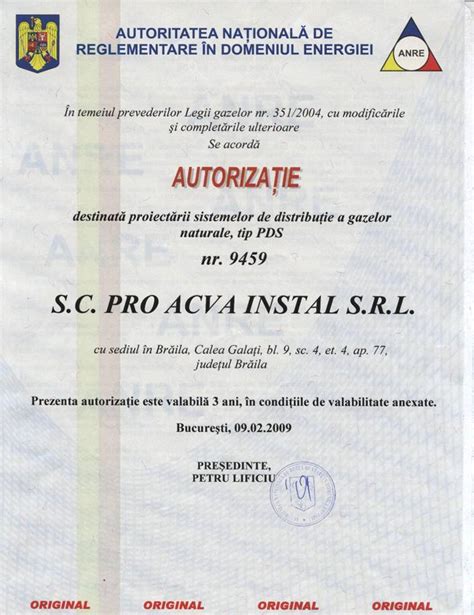 AUTORITATEA NAȚIONALĂ DE
REGLEMENTARE ÎN DOMENIUL ENERGIEI
ANRE
În temeiul prevederilor Legii gazelor nr. 351/2004, cu modificările
și completările ulterioare
Se acordă
AUTORIZAȚIE
destinată proiectării sistemelor de distribuție a gazelor
naturale, tip PDS
nr. 9459
S.C. PRO ACVA INSTAL S.R.L.
cu sediul în Brăila, Calea Galați, bl. 9, sc. 4, et. 4, ap. 77,
județul Brăila
Prezenta autorizație este valabilă 3 ani, în condițiile de valabilitate anexate.
București, 09.02.2009
PREȘEDINTE,
PETRU LIFICIU
ORIGINAL ORIGINAL ORIGINAL ORIGINAL ORIGINAL